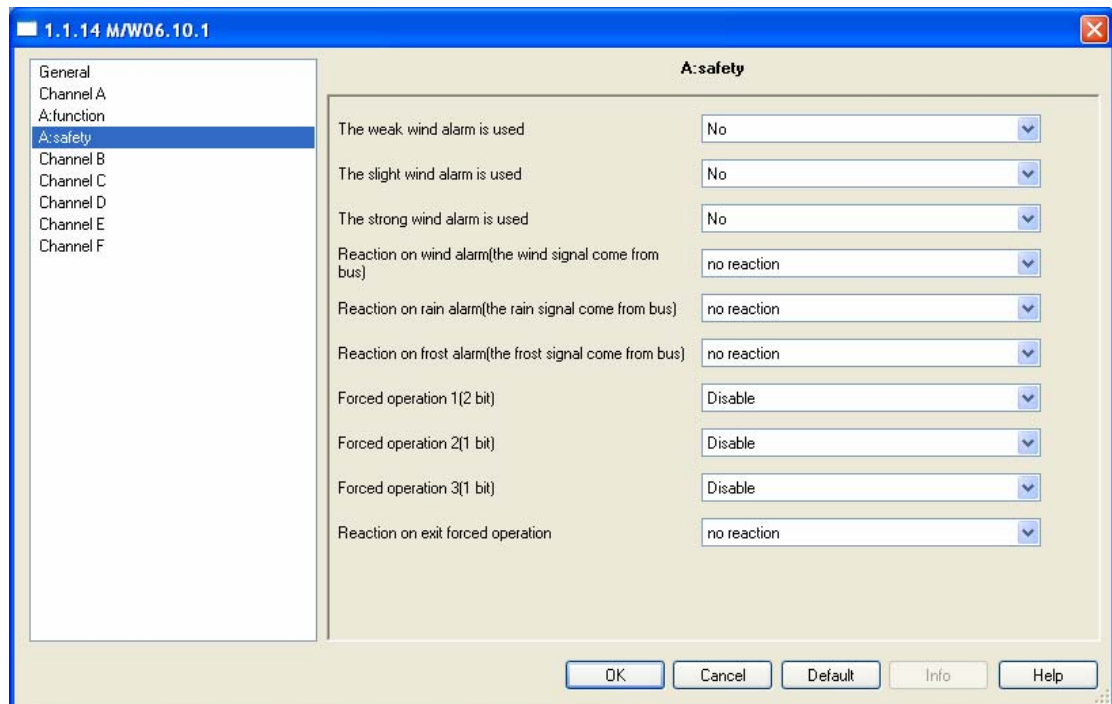 1.1.14 M/W06.10.1
General
Channel A
A:function
A:safety
Channel B
Channel C
Channel D
Channel E
Channel F
A:safety
The weak wind alarm is used
No
The slight wind alarm is used
No
The strong wind alarm is used
No
Reaction on wind alarm(the wind signal come from
bus)
no reaction
Reaction on rain alarm(the rain signal come from bus)
no reaction
Reaction on frost alarm(the frost signal come from bus)
no reaction
Forced operation 1(2 bit)
Disable
Forced operation 2(1 bit)
Disable
Forced operation 3(1 bit)
Disable
Reaction on exit forced operation
no reaction
OK
Cancel
Default
Info
Help